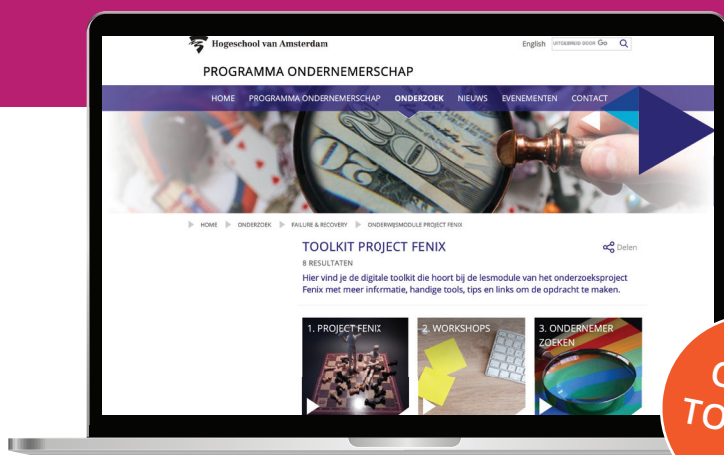 Hogeschool van Amsterdam
English
UITGEBREID DOOR Go
PROGRAMMA ONDERNEMERSCHAP
HOME PROGRAMMA ONDERNEMERSCHAP ONDERZOEK NIEUWS EVENEMENTEN CONTACT
20
HOME ONDERZOEK FAILURE & RECOVERY ONDERWIJSMODULE PROJECT FENIX
TOOLKIT PROJECT FENIX
Delen
8 RESULTATEN
Hier vind je de digitale toolkit die hoort bij de lesmodule van het onderzoeksproject
Fenix met meer informatie, handige tools, tips en links om de opdracht te maken.
1. PROJECT FENIX
2. WORKSHOPS
3. ONDERNEMER
ZOEKEN